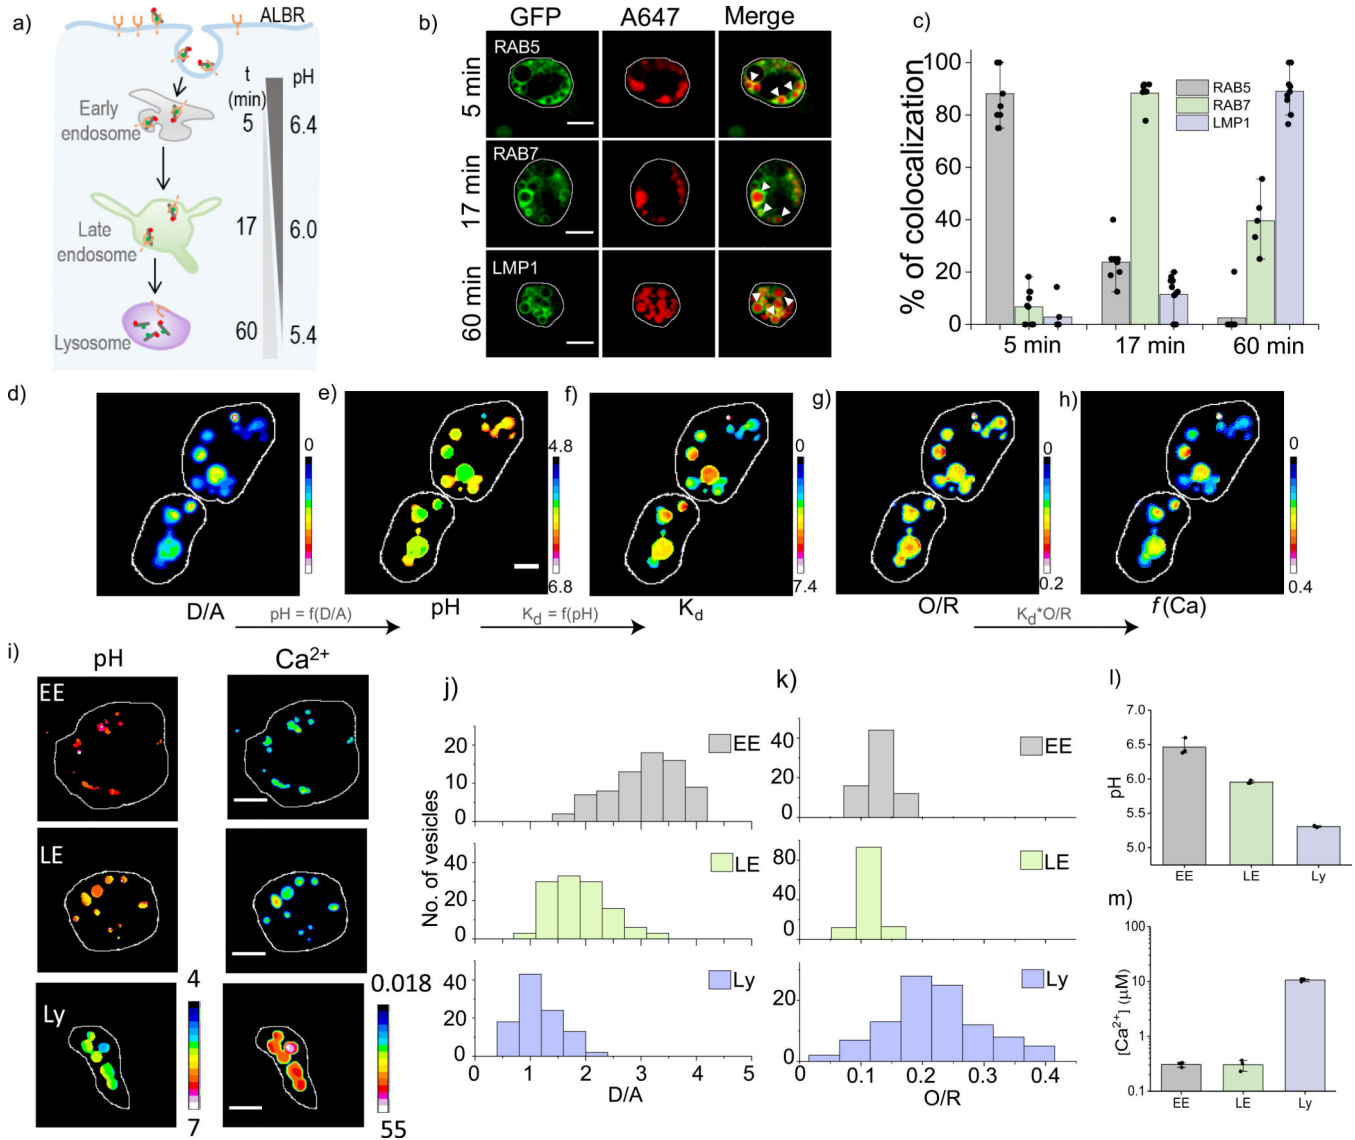 a)
ALBR
t
(min)
pH
Early
endosome
5
6.4
Late
endosome
17
6.0
Lysosome
60
5.4
b)
GFP
A647
Merge
5 min
RAB5
17 min
RAB7
60 min
LMP1
c)
% of colocalization
100
80
60
40
20
0
RAB5
RAB7
LMP1
5 min
17 min
60 min
d)
0
D/A
pH = f(D/A)
e)
4.8
6.8
pH
K_d = f(pH)
f)
7.4
K_d
g)
0
0.2
O/R
K_d*O/R
h)
0
0.4
f (Ca)
i)
pH
Ca²⁺
EE
LE
Ly
4
7
0.018
55
j)
No. of vesicles
20
10
0
EE
40
20
0
LE
40
20
0
Ly
0
1
2
3
4
5
D/A
k)
40
20
0
EE
80
40
0
LE
20
0
Ly
0.1
0.2
0.3
0.4
O/R
l)
pH
7.0
6.5
6.0
5.5
5.0
EE
LE
Ly
m)
[Ca²⁺] (μM)
100
10
1
0.1
EE
LE
Ly